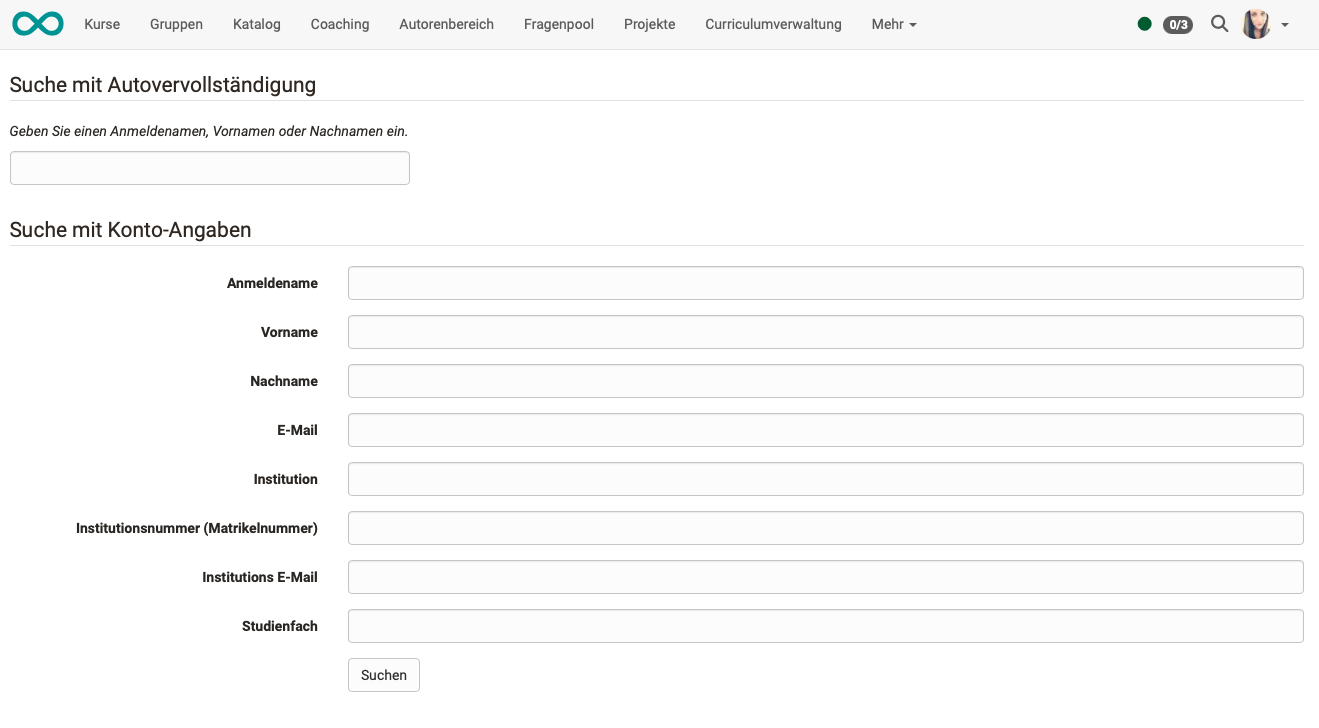 Kurse Gruppen Katalog Coaching Autorenbereich Fragenpool Projekte Curriculumverwaltung Mehr 0/3
Suche mit Autovervollständigung
Geben Sie einen Anmeldenamen, Vornamen oder Nachnamen ein.
Suche mit Konto-Angaben
Anmeldename
Vorname
Nachname
E-Mail
Institution
Institutionsnummer (Matrikelnummer)
Institutions E-Mail
Studienfach
Suchen